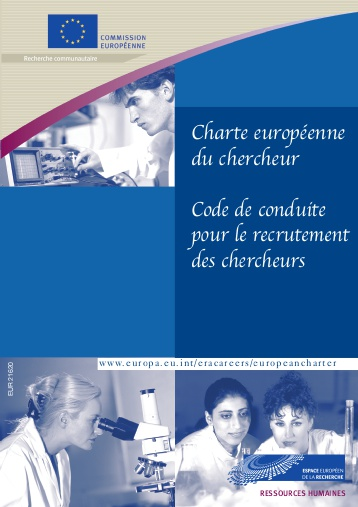 COMMISSION
EUROPÉENNE
Recherche communautaire
Charte européenne
du chercheur
Code de conduite
pour le recrutement
des chercheurs
www.europa.eu.int/eracareers/europeancharter
EUR 21620
ESPACE EUROPÉEN
DE LA RECHERCHE
RESSOURCES HUMAINES